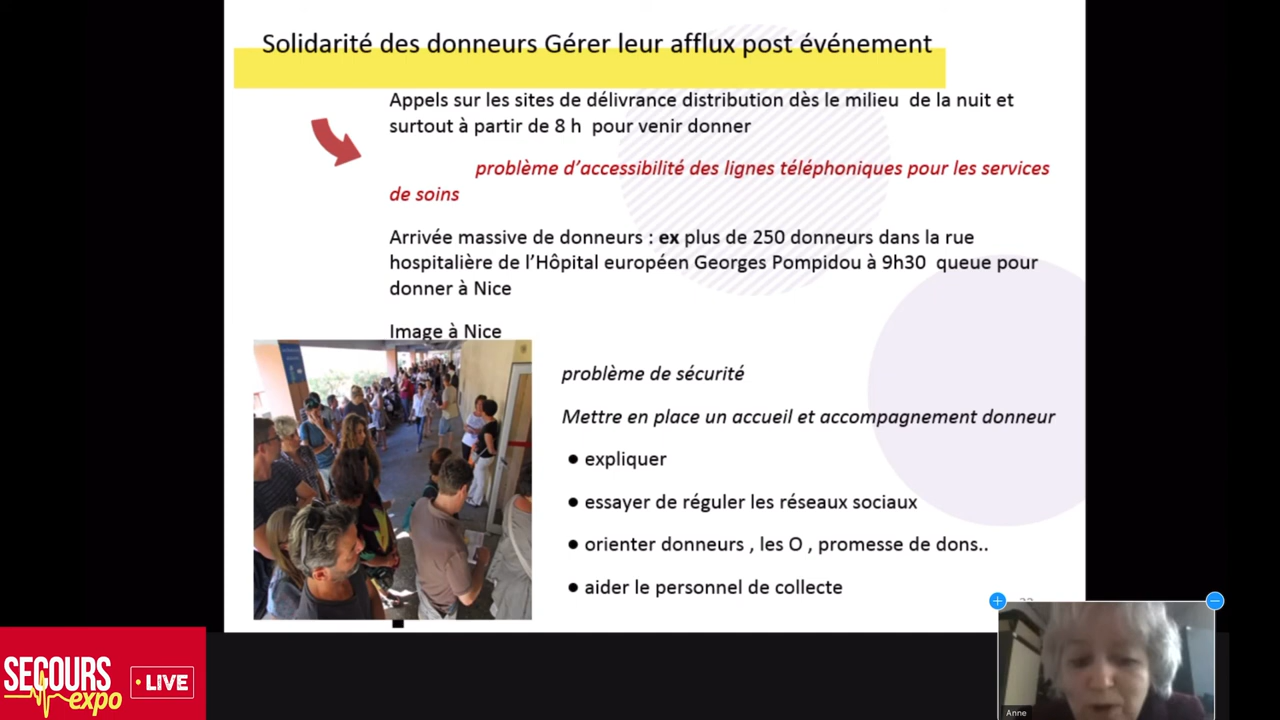 Solidarité des donneurs Gérer leur afflux post événement
Appels sur les sites de délivrance distribution dès le milieu de la nuit et
surtout à partir de 8 h pour venir donner
problème d’accessibilité des lignes téléphoniques pour les services
de soins
Arrivée massive de donneurs : ex plus de 250 donneurs dans la rue
hospitalière de l’Hôpital européen Georges Pompidou à 9h30 queue pour
donner à Nice
Image à Nice
problème de sécurité
Mettre en place un accueil et accompagnement donneur
● expliquer
● essayer de réguler les réseaux sociaux
● orienter donneurs , les O , promesse de dons..
● aider le personnel de collecte
SECOURS
expo
• LIVE
Anne